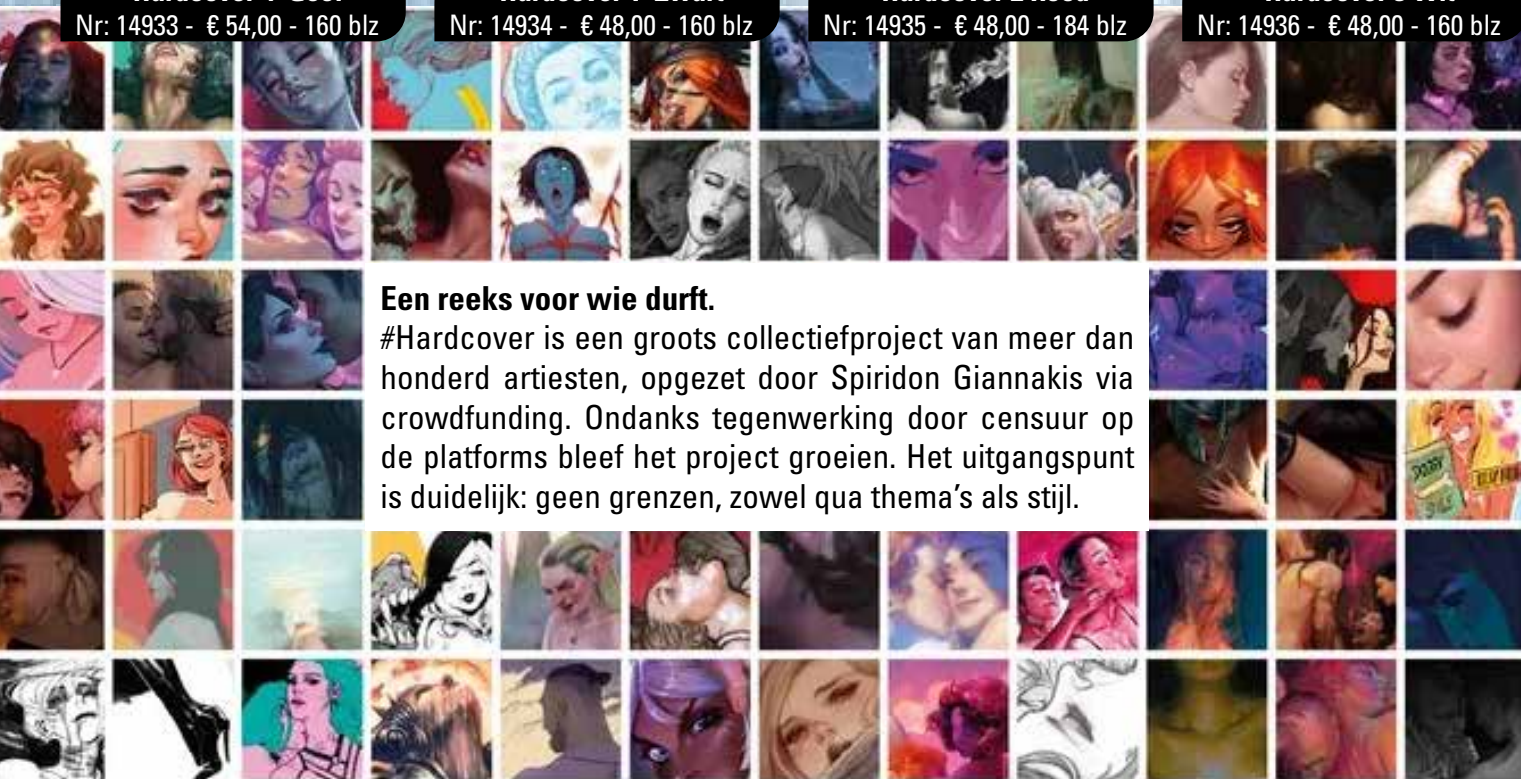 Nr: 14933 - € 54,00 - 160 blz
Nr: 14934 - € 48,00 - 160 blz
Nr: 14935 - € 48,00 - 184 blz
Nr: 14936 - € 48,00 - 160 blz
Een reeks voor wie durft.
#Hardcover is een groots collectiefproject van meer dan
honderd artiesten, opgezet door Spiridon Giannakis via
crowdfunding. Ondanks tegenwerking door censuur op
de platforms bleef het project groeien. Het uitgangspunt
is duidelijk: geen grenzen, zowel qua thema's als stijl.